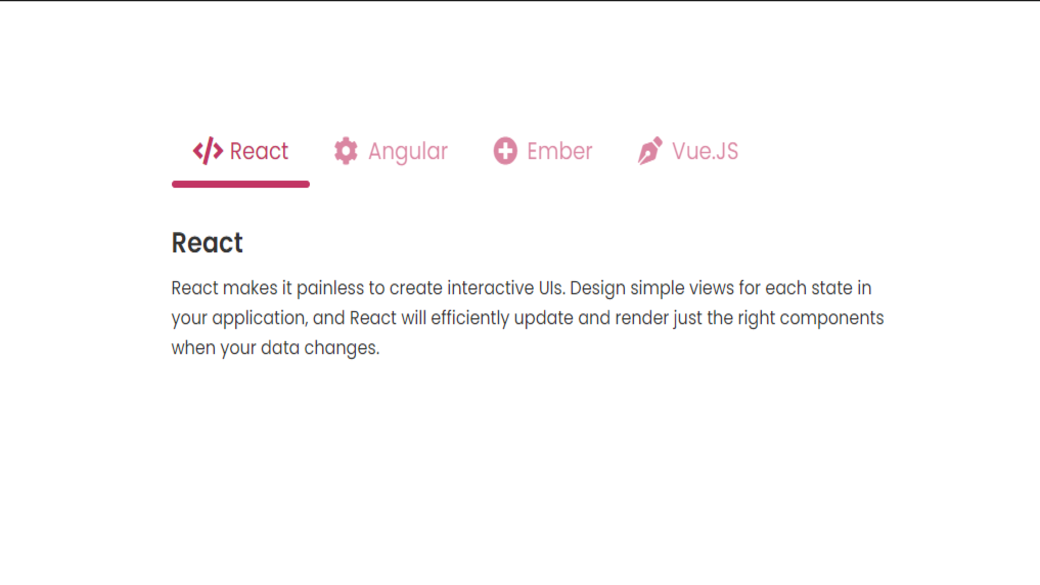 React Angular Ember Vue.JS
React
React makes it painless to create interactive UIs. Design simple views for each state in
your application, and React will efficiently update and render just the right components
when your data changes.